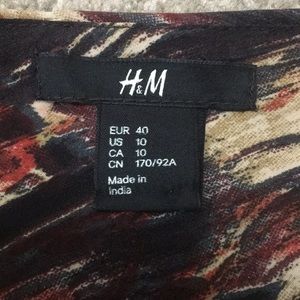 H&M
EUR 40
US 10
CA 10
CN 170/92A
Made in
India